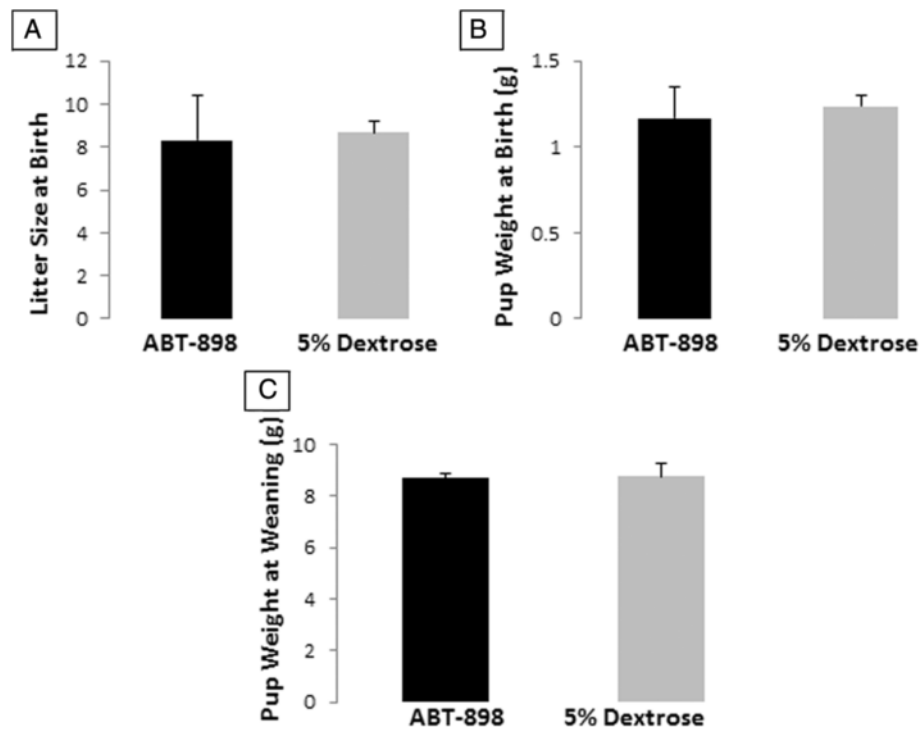 A
Litter Size at Birth
12
10
8
6
4
2
0
ABT-898
5% Dextrose
B
Pup Weight at Birth (g)
1.5
1
0.5
0
ABT-898
5% Dextrose
C
Pup Weight at Weaning (g)
10
8
6
4
2
0
ABT-898
5% Dextrose